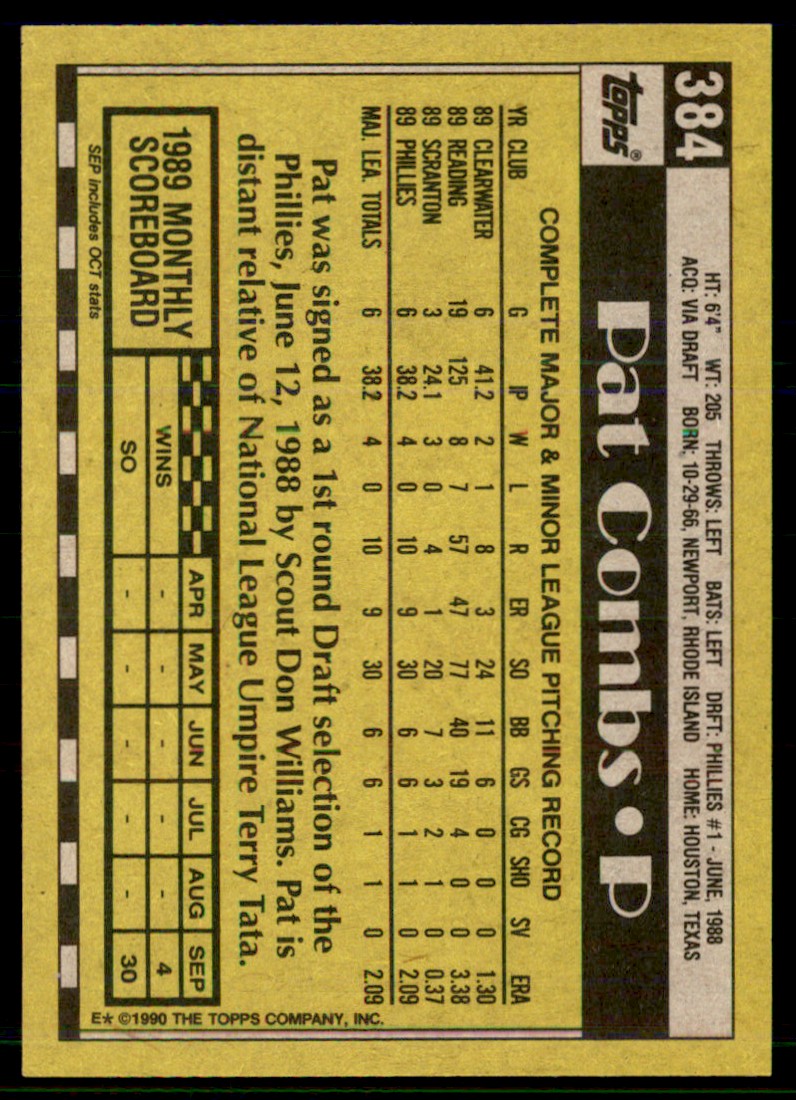 384
topps®
HT: 6'4" WT: 205 THROWS: LEFT BATS: LEFT DRFT: PHILLIES #1 - JUNE, 1988
ACQ: VIA DRAFT BORN: 10-29-66, NEWPORT, RHODE ISLAND HOME: HOUSTON, TEXAS
Pat Combs • P
COMPLETE MAJOR & MINOR LEAGUE PITCHING RECORD
YR CLUB G IP W L R ER SO BB GS CG SHO SV ERA
89 CLEARWATER 6 41.2 2 1 8 3 24 11 6 0 0 0 1.30
89 READING 19 125 8 7 57 47 77 40 19 4 0 0 3.38
89 SCRANTON 3 24.1 3 0 4 1 20 7 3 2 1 0 0.37
89 PHILLIES 6 38.2 4 0 10 9 30 6 6 1 1 0 2.09
MAJ. LEA. TOTALS 6 38.2 4 0 10 9 30 6 6 1 1 0 2.09
Pat was signed as a 1st round Draft selection of the
Phillies, June 12, 1988 by Scout Don Williams. Pat is
distant relative of National League Umpire Terry Tata.
1989 MONTHLY
SCOREBOARD
APR MAY JUN JUL AUG SEP
WINS - - - - - 4
SO - - - - - 30
SEP includes OCT stats
E* ©1990 THE TOPPS COMPANY, INC.